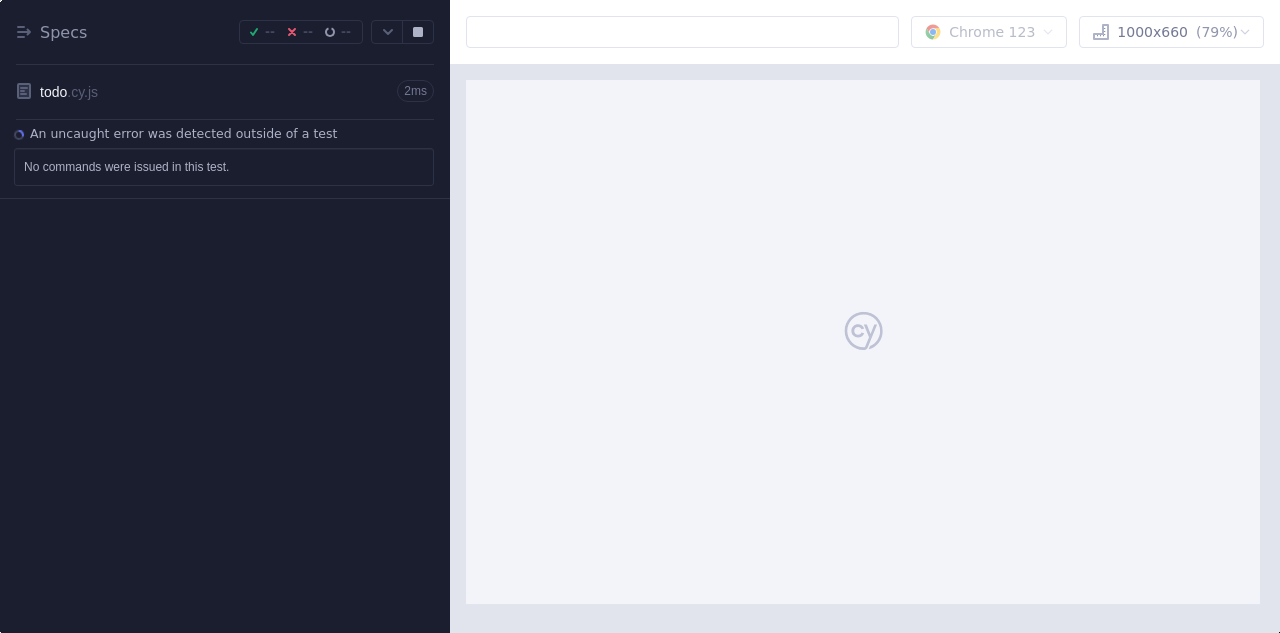 Specs
--
--
--
Chrome 123
1000x660 (79%)
todo.cy.js
2ms
An uncaught error was detected outside of a test
No commands were issued in this test.
cy